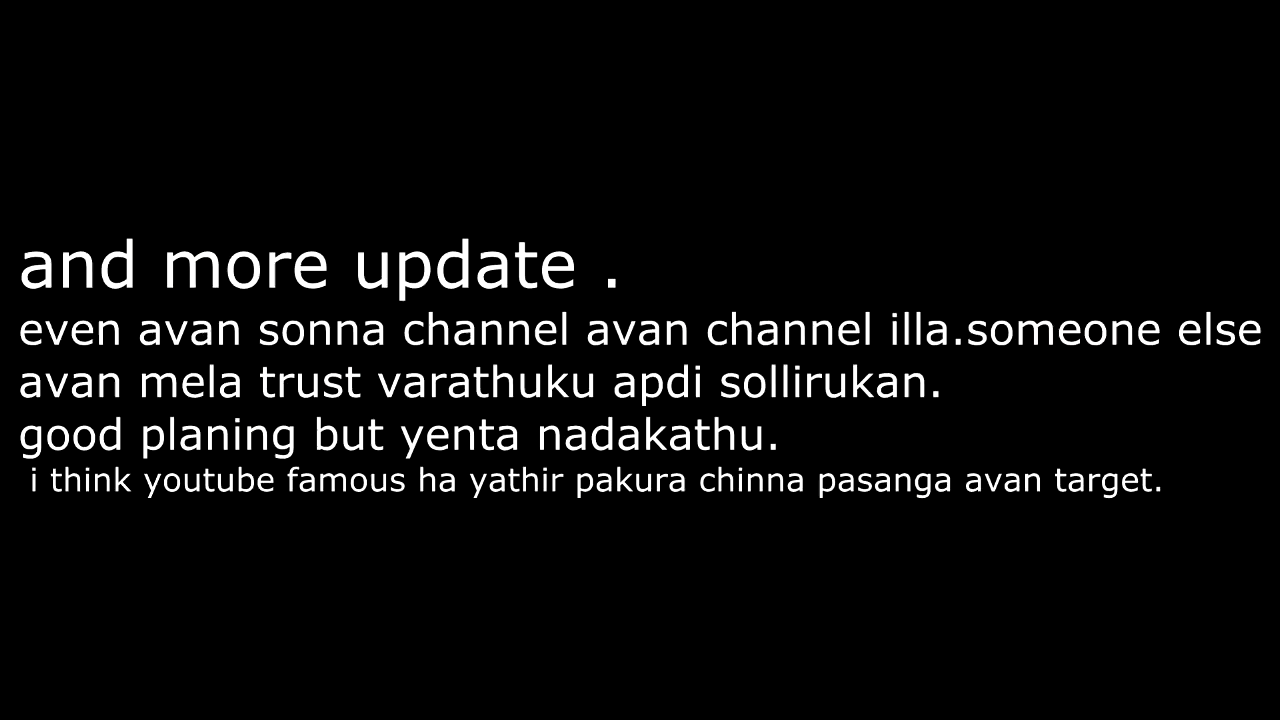 and more update .
even avan sonna channel avan channel illa.someone else
avan mela trust varathuku apdi sollirukan.
good planing but yenta nadakathu.
i think youtube famous ha yathir pakura chinna pasanga avan target.